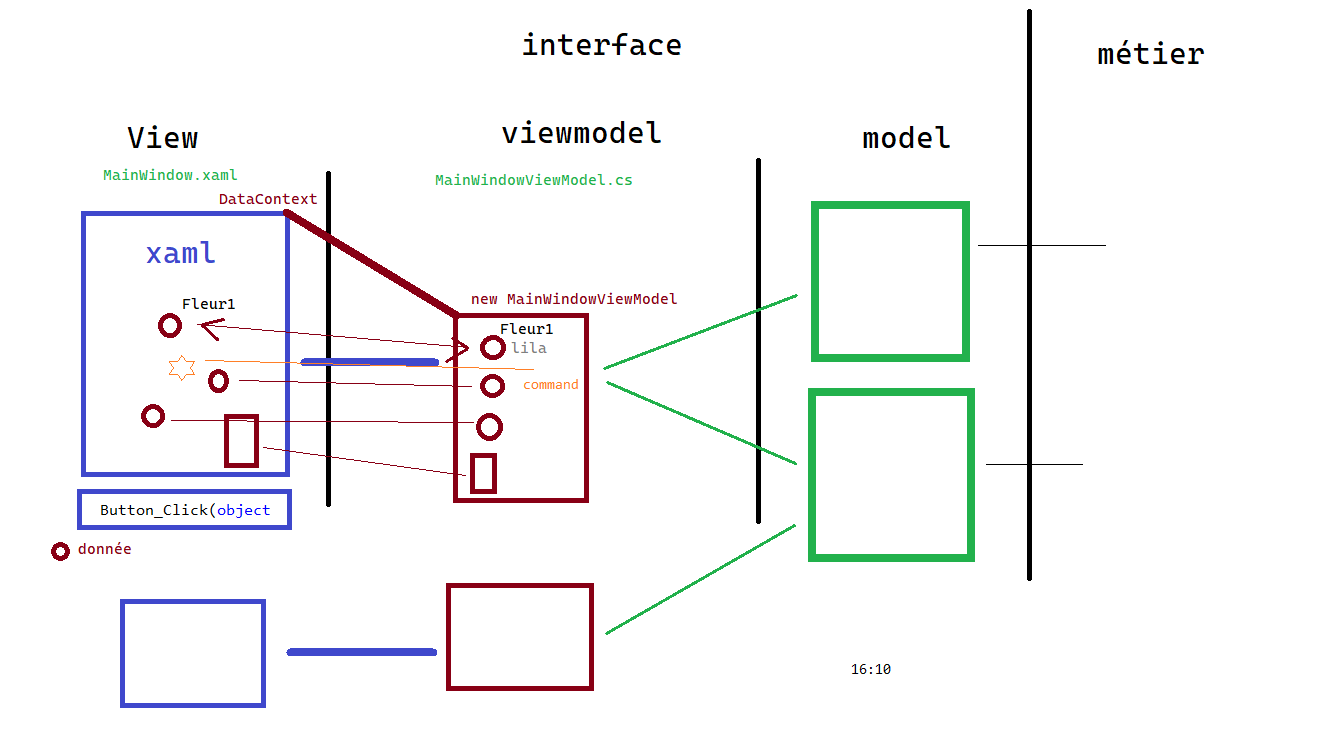 interface
métier
View
viewmodel
model
MainWindow.xaml
MainWindowViewModel.cs
DataContext
xaml
new MainWindowViewModel
Fleur1
Fleur1
lila
command
Button_Click(object
donnée
16:10